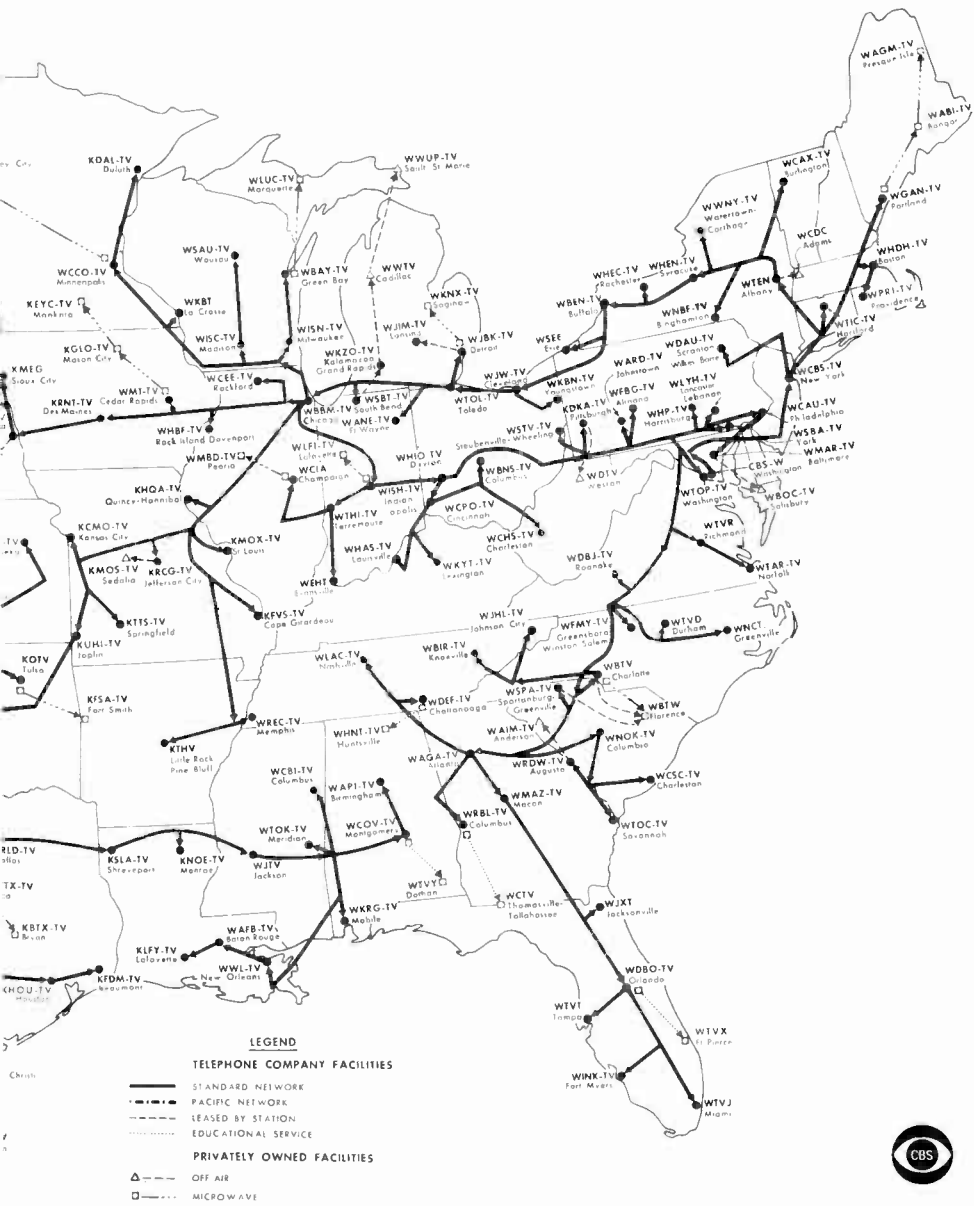 WAGM-TV
Presque Isle
WABI-TV
Bangor
KDAL-TV
Duluth
WLUC-TV
Marquette
WWUP-TV
Sault St Marie
WCAX-TV
Burlington
WWNY-TV
Watertown-
Carthage
WGAN-TV
Portland
WCDC
Adams
WHDH-TV
Boston
WSAU-TV
Wausau
WCCO-TV
Minneapolis
WBAY-TV
Green Bay
WWTV
Cadillac
WHEC-TV
Rochester
WHEN-TV
Syracuse
WTEN
Albany
WPRI-TV
Providence
KEYC-TV
Mankato
WKBT
La Crosse
WKNX-TV
Saginaw
WBEN-TV
Buffalo
WNBF-TV
Binghamton
WTIC-TV
Hartford
WISC-TV
Madison
WISN-TV
Milwaukee
WJIM-TV
Lansing
WJBK-TV
Detroit
WSEE
Erie
KGLO-TV
Mason City
WKZO-TV
Kalamazoo
Grand Rapids
WJW-TV
Cleveland
WARD-TV
Johnstown
WDAU-TV
Scranton
Wilkes Barre
KMEG
Sioux City
WCEE-TV
Rockford
WCBS-TV
New York
KRNT-TV
Des Moines
WMT-TV
Cedar Rapids
WBBM-TV
Chicago
WSBT-TV
South Bend
WTOL-TV
Toledo
WKBN-TV
Youngstown
WFBG-TV
Altoona
WLYH-TV
Lancaster
Lebanon
KDKA-TV
Pittsburgh
WHP-TV
Harrisburg
WCAU-TV
Philadelphia
WHBF-TV
Rock Island Davenport
WANE-TV
Ft Wayne
WSTV-TV
Steubenville-Wheeling
WSBA-TV
York
WMBD-TV
Peoria
WLFI-TV
Lafayette
WMAR-TV
Baltimore
WCIA
Champaign
WHIO-TV
Dayton
WBNS-TV
Columbus
WDTV
Weston
CBS-W
Washington
KHQA-TV
Quincy-Hannibal
WISH-TV
Indian
apolis
WTOP-TV
Washington
WBOC-TV
Salisbury
WTHI-TV
Terrehaute
WCPO-TV
Cincinnati
KCMO-TV
Kansas City
WTVR
Richmond
KMOX-TV
St Louis
WCHS-TV
Charleston
WHAS-TV
Louisville
WKYT-TV
Lexington
WDBJ-TV
Roanoke
KMOS-TV
Sedalia
KRCG-TV
Jefferson City
WEHT
Evansville
WTAR-TV
Norfolk
KTTS-TV
Springfield
KFVS-TV
Cape Girardeau
WJHL-TV
Johnson City
WFMY-TV
Greensboro
Winston Salem
WTVD
Durham
WNCT
Greenville
KUHI-TV
Joplin
WLAC-TV
Nashville
WBIR-TV
Knoxville
KOTV
Tulsa
WBTV
Charlotte
KFSA-TV
Fort Smith
WDEF-TV
Chattanooga
WSPA-TV
Spartanburg-
Greenville
WBTW
Florence
WREC-TV
Memphis
WHNT-TV
Huntsville
WAIM-TV
Anderson
WNOK-TV
Columbia
KTHV
Little Rock
Pine Bluff
WAGA-TV
Atlanta
WRDW-TV
Augusta
WCBI-TV
Columbus
WAPI-TV
Birmingham
WCSC-TV
Charleston
WMAZ-TV
Macon
WRBL-TV
Columbus
WTOC-TV
Savannah
WTOK-TV
Meridian
WCOV-TV
Montgomery
RLD-TV
allas
KSLA-TV
Shreveport
KNOE-TV
Monroe
WJTV
Jackson
TX-TV
WTVY
Dothan
WCTV
Thomasville-
Tallahassee
WJXT
Jacksonville
KBTX-TV
Bryan
WKRG-TV
Mobile
WAFB-TV
Baton Rouge
KLFY-TV
Lafayette
WWL-TV
New Orleans
KHOU-TV
Houston
KFDM-TV
Beaumont
WDBO-TV
Orlando
WTVT
Tampa
WTVX
Ft Pierce
Christi
WINK-TV
Fort Myers
WTVJ
Miami
LEGEND
TELEPHONE COMPANY FACILITIES
STANDARD NETWORK
PACIFIC NETWORK
LEASED BY STATION
EDUCATIONAL SERVICE
PRIVATELY OWNED FACILITIES
OFF AIR
MICROWAVE
CBS